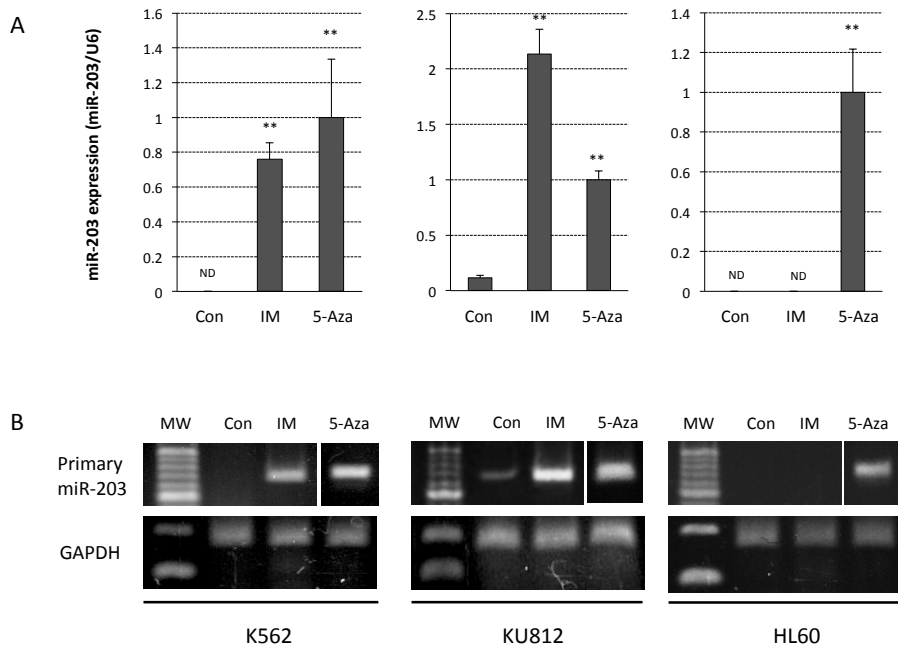 A
miR-203 expression (miR-203/U6)
1.6
1.4
1.2
1
0.8
0.6
0.4
0.2
0
ND
**
**
Con IM 5-Aza
2.5
2
1.5
1
0.5
0
**
**
Con IM 5-Aza
1.4
1.2
1
0.8
0.6
0.4
0.2
0
ND
ND
**
Con IM 5-Aza
B
MW Con IM 5-Aza
MW Con IM 5-Aza
MW Con IM 5-Aza
Primary
miR-203
GAPDH
K562
KU812
HL60